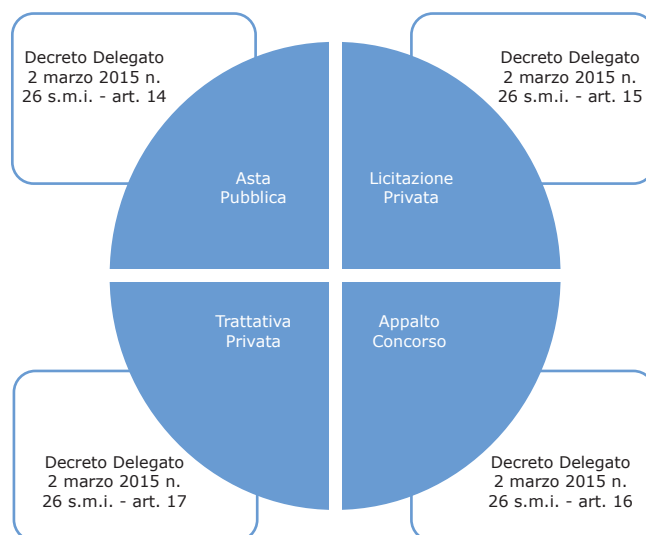 Decreto Delegato
2 marzo 2015 n.
26 s.m.i. - art. 14
Decreto Delegato
2 marzo 2015 n.
26 s.m.i. - art. 15
Asta
Pubblica
Licitazione
Privata
Trattativa
Privata
Appalto
Concorso
Decreto Delegato
2 marzo 2015 n.
26 s.m.i. - art. 17
Decreto Delegato
2 marzo 2015 n.
26 s.m.i. - art. 16